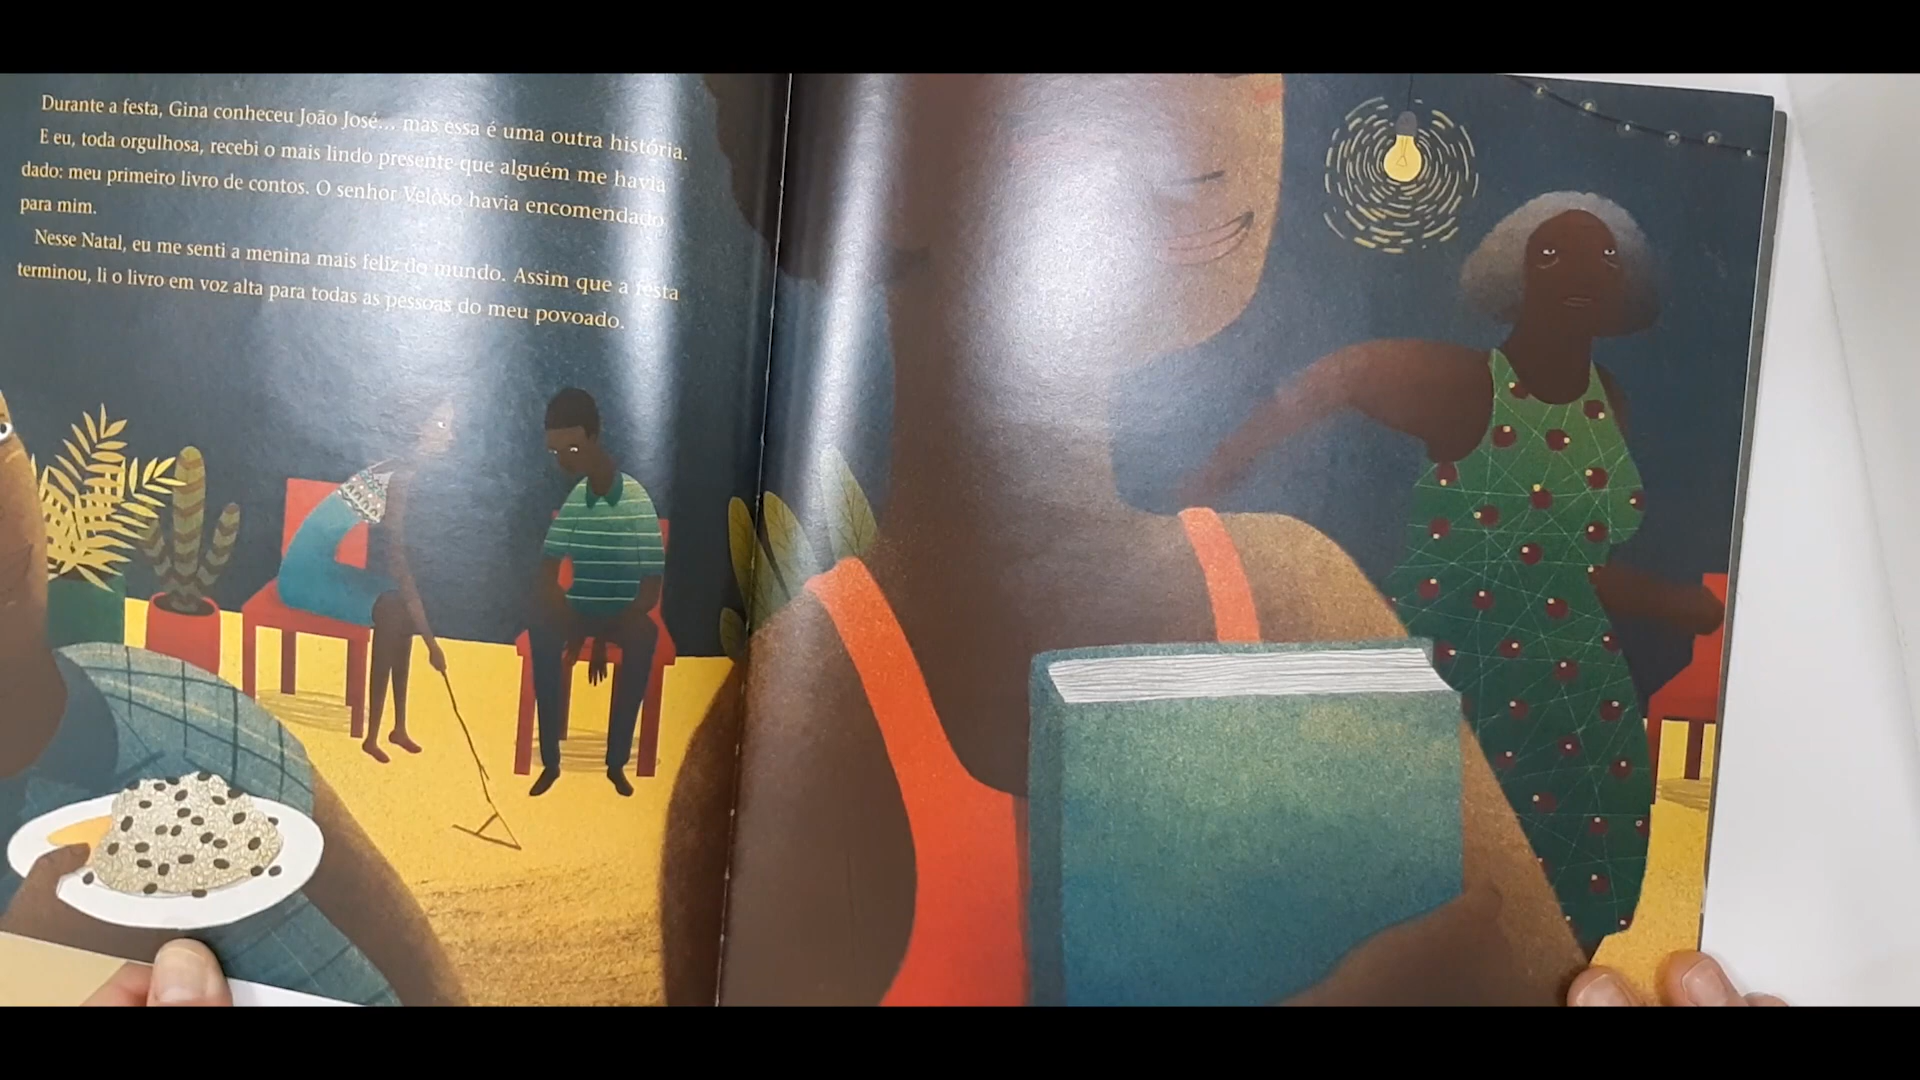 Durante a festa, Gina conheceu João José... mas essa é uma outra história.
E eu, toda orgulhosa, recebi o mais lindo presente que alguém me havia
dado: meu primeiro livro de contos. O senhor Veloso havia encomendado
para mim.
Nesse Natal, eu me senti a menina mais feliz do mundo. Assim que a festa
terminou, li o livro em voz alta para todas as pessoas do meu povoado.